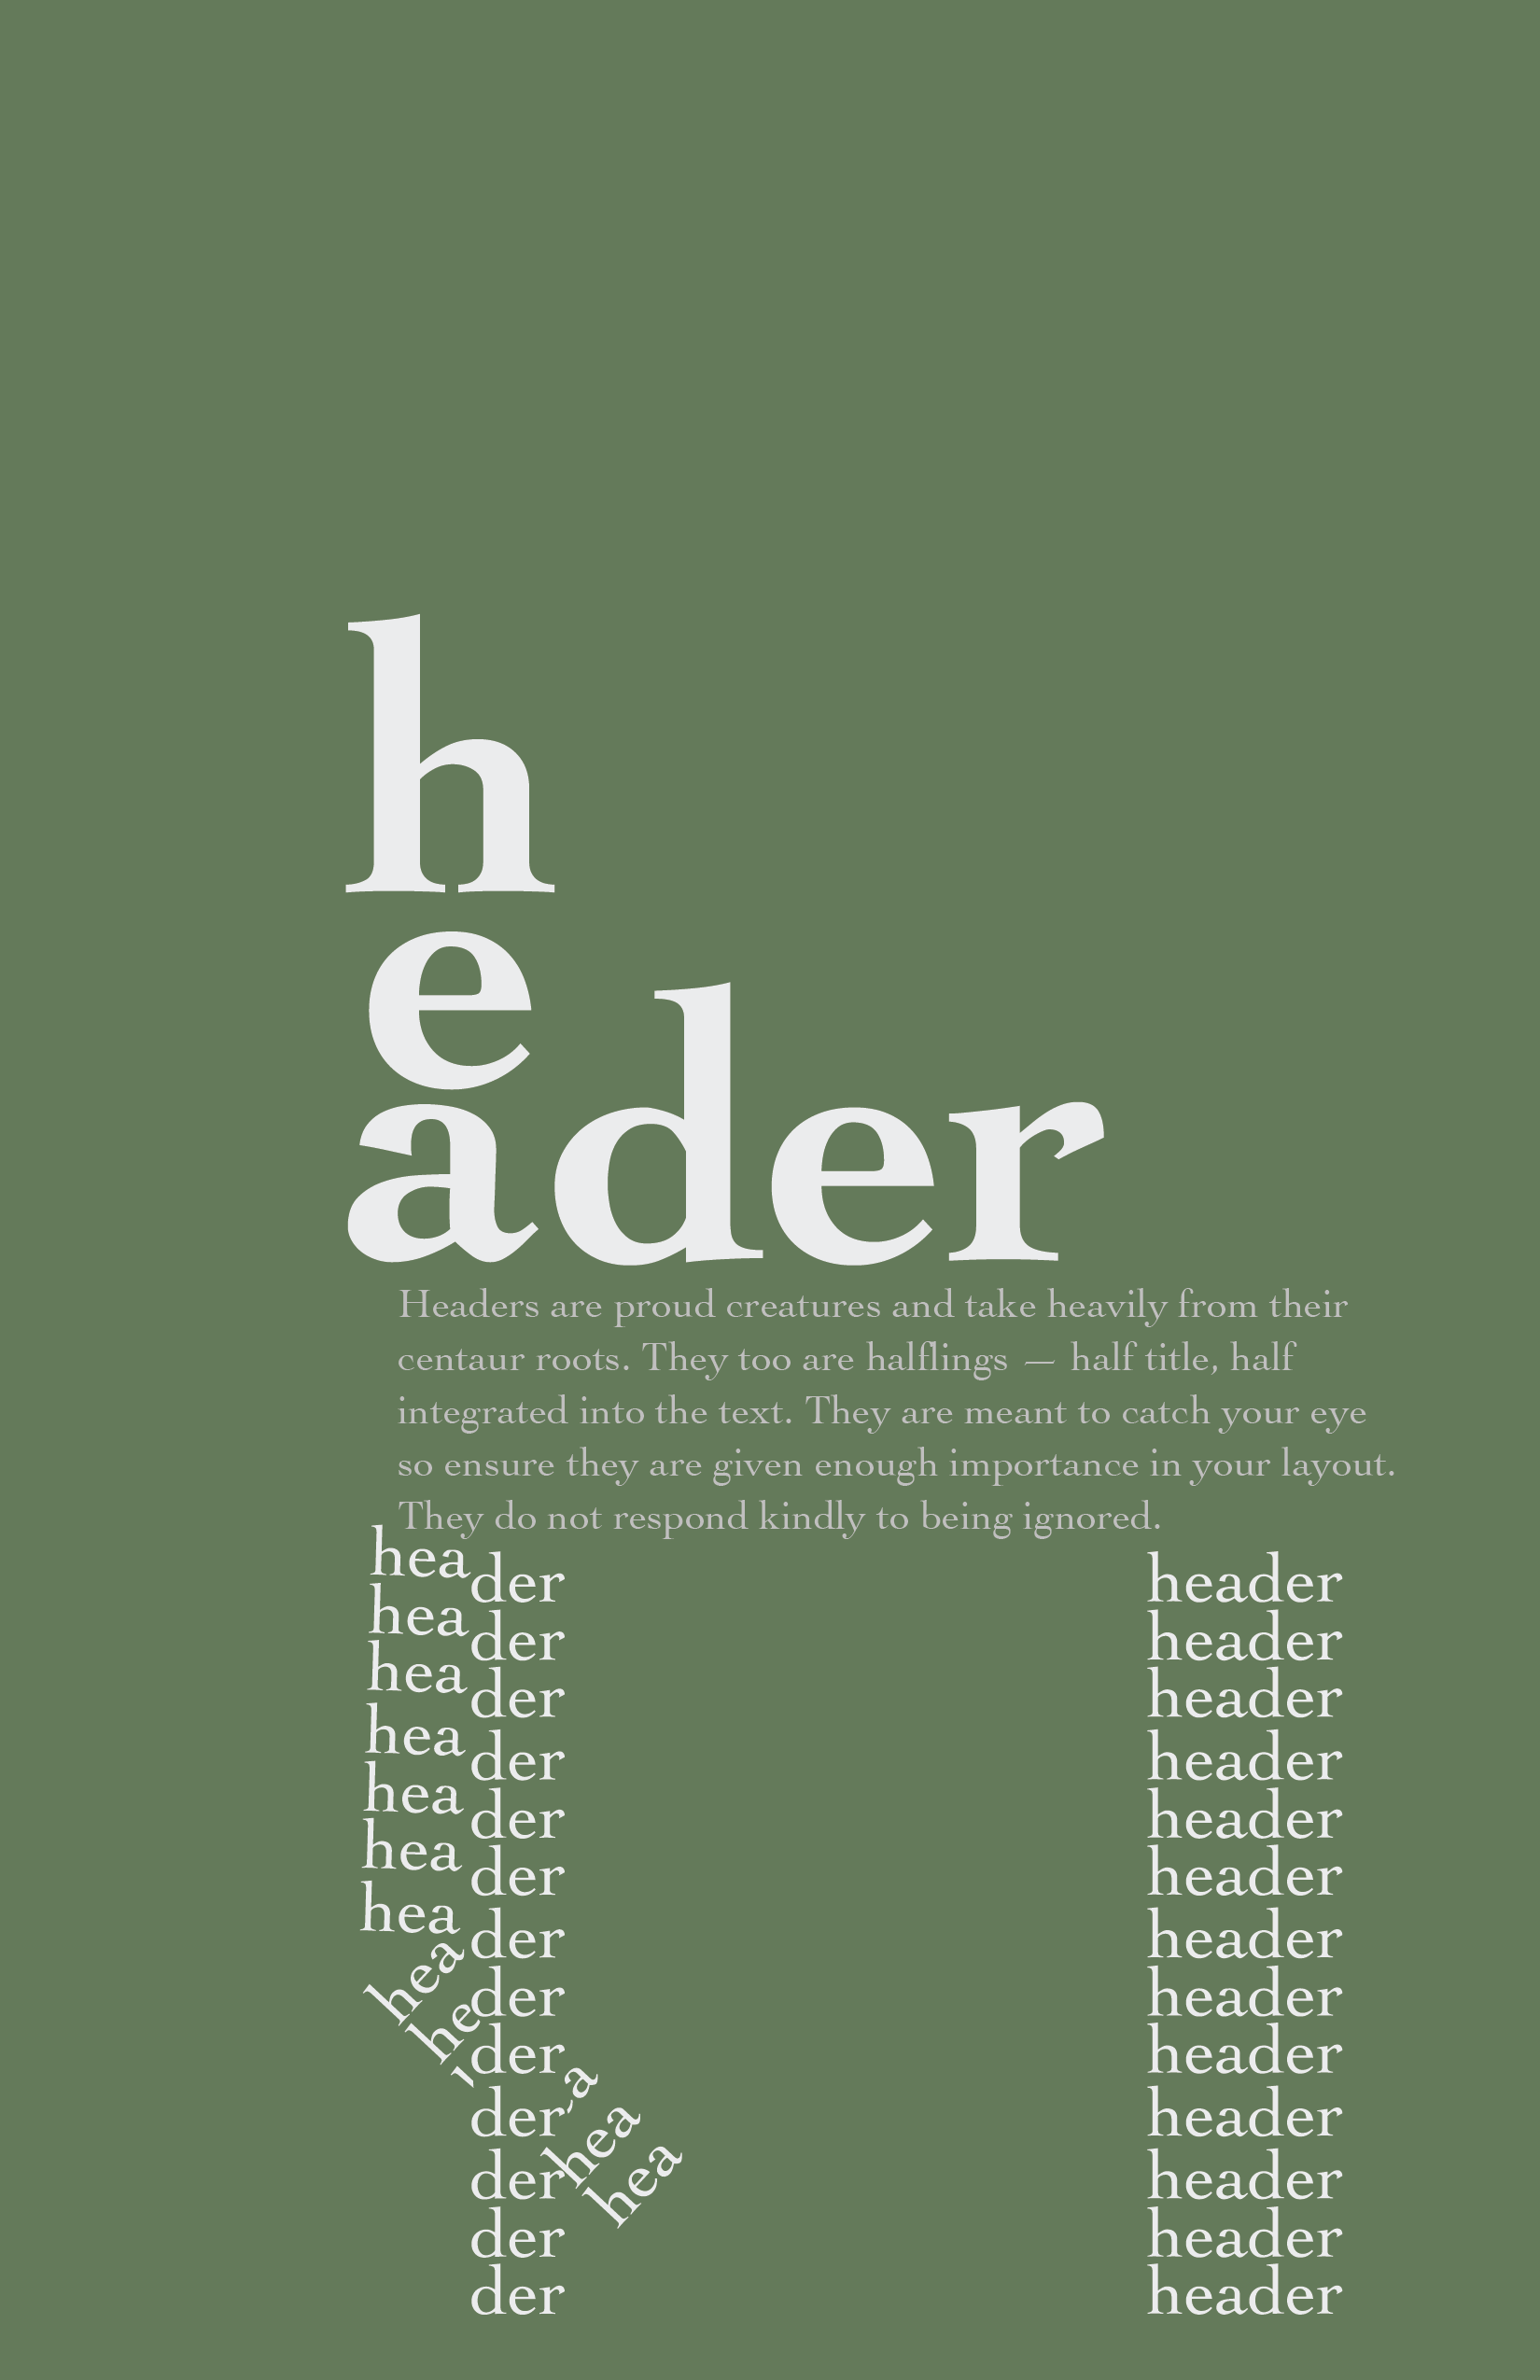 h
e
ader
Headers are proud creatures and take heavily from their
centaur roots. They too are halflings — half title, half
integrated into the text. They are meant to catch your eye
so ensure they are given enough importance in your layout.
They do not respond kindly to being ignored.
hea der header
hea der header
hea der header
hea der header
hea der header
hea der header
hea der header
hea der header
he der header
der a header
der hea header
der hea header
der header